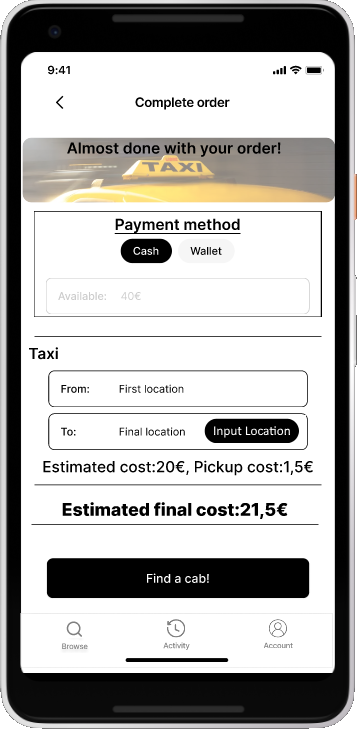 9:41
Complete order
Almost done with your order!
TAXI
Payment method
Cash Wallet
Available: 40€
Taxi
From: First location
To: Final location Input Location
Estimated cost:20€, Pickup cost:1,5€
Estimated final cost:21,5€
Find a cab!
Browse Activity Account